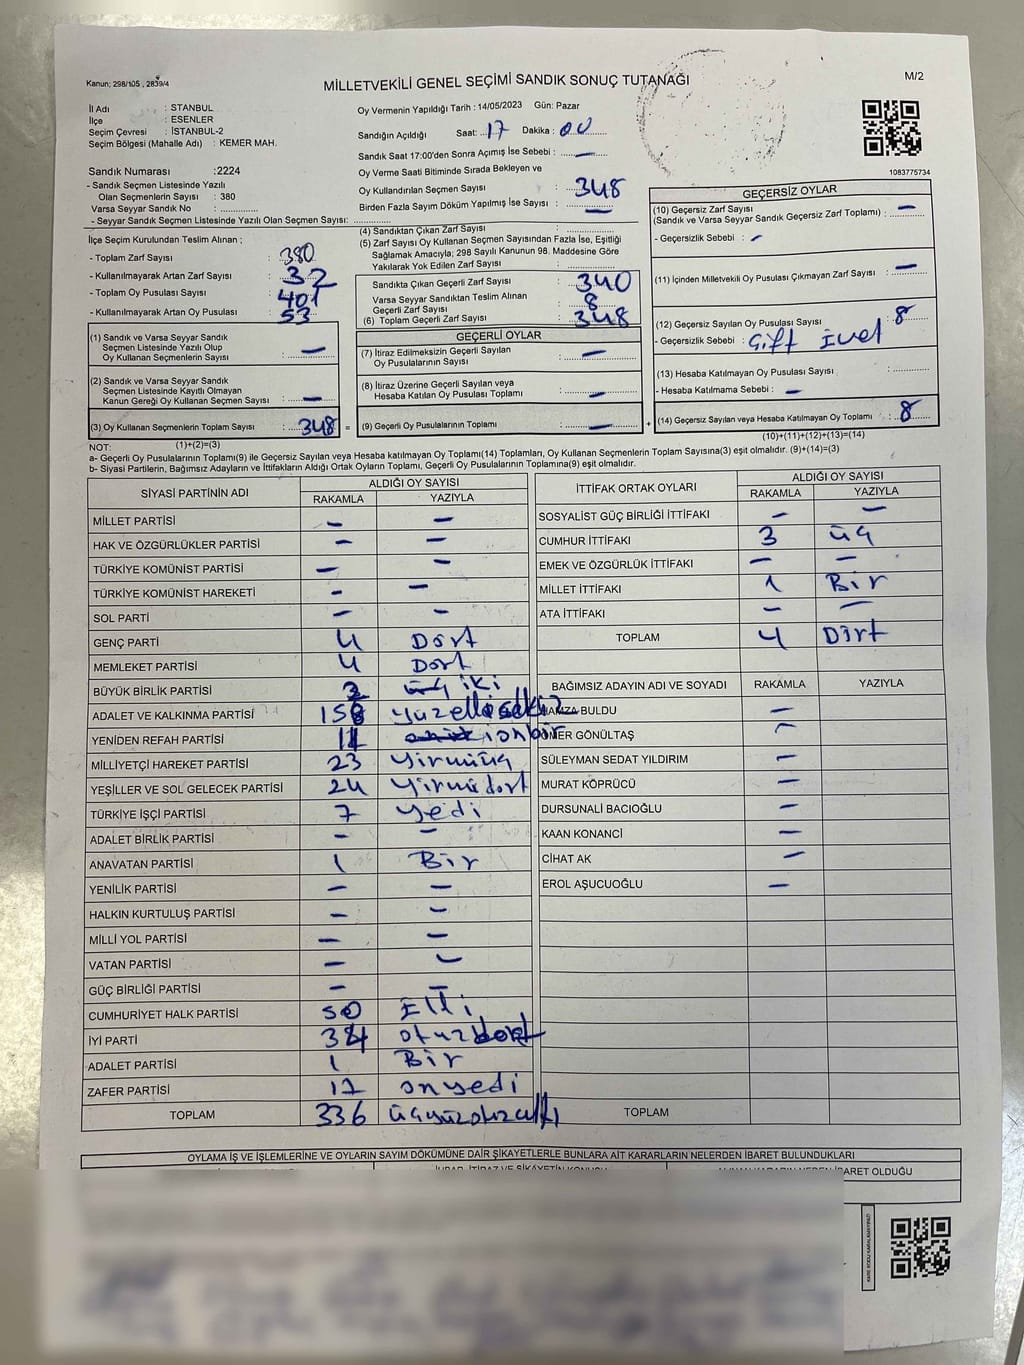 Kanun; 298/105 , 2839/4
MİLLETVEKİLİ GENEL SEÇİMİ SANDIK SONUÇ TUTANAĞI
M/2
İl Adı : STANBUL
İlçe : ESENLER
Seçim Çevresi : İSTANBUL-2
Seçim Bölgesi (Mahalle Adı) : KEMER MAH.
Sandık Numarası :2224
- Sandık Seçmen Listesinde Yazılı
Olan Seçmenlerin Sayısı : 380
Varsa Seyyar Sandık No :
- Seyyar Sandık Seçmen Listesinde Yazılı Olan Seçmen Sayısı:
Oy Vermenin Yapıldığı Tarih : 14/05/2023 Gün: Pazar
Sandığın Açıldığı Saat: 17 Dakika : 00
Sandık Saat 17:00'den Sonra Açımış İse Sebebi : —
Oy Verme Saati Bitiminde Sırada Bekleyen ve
Oy Kullandırılan Seçmen Sayısı : 348
Birden Fazla Sayım Döküm Yapılmış İse Sayısı : —
1083775734
İlçe Seçim Kurulundan Teslim Alınan ;
- Toplam Zarf Sayısı : 380
- Kullanılmayarak Artan Zarf Sayısı : 32
- Toplam Oy Pusulası Sayısı : 401
- Kullanılmayarak Artan Oy Pusulası : 53
(4) Sandıktan Çıkan Zarf Sayısı :
(5) Zarf Sayısı Oy Kullanan Seçmen Sayısından Fazla İse, Eşitliği
Sağlamak Amacıyla; 298 Sayılı Kanunun 98. Maddesine Göre
Yakılarak Yok Edilen Zarf Sayısı :
Sandıkta Çıkan Geçerli Zarf Sayısı : 340
Varsa Seyyar Sandıktan Teslim Alınan
Geçerli Zarf Sayısı : 8
(6) Toplam Geçerli Zarf Sayısı : 348
GEÇERSİZ OYLAR
(10) Geçersiz Zarf Sayısı
(Sandık ve Varsa Seyyar Sandık Geçersiz Zarf Toplamı) : —
- Geçersizlik Sebebi : —
(11) İçinden Milletvekili Oy Pusulası Çıkmayan Zarf Sayısı : —
(12) Geçersiz Sayılan Oy Pusulası Sayısı : 8
- Geçersizlik Sebebi : Gift Evet
(13) Hesaba Katılmayan Oy Pusulası Sayısı :
- Hesaba Katılmama Sebebi : —
(14) Geçersiz Sayılan veya Hesaba Katılmayan Oy Toplamı : 8
(10)+(11)+(12)+(13)=(14)
(1) Sandık ve Varsa Seyyar Sandık
Seçmen Listesinde Yazılı Olup
Oy Kullanan Seçmenlerin Sayısı : —
(2) Sandık ve Varsa Seyyar Sandık
Seçmen Listesinde Kayıtlı Olmayan
Kanun Gereği Oy Kullanan Seçmen Sayısı : —
(3) Oy Kullanan Seçmenlerin Toplam Sayısı : 348 =
(1)+(2)=(3)
GEÇERLİ OYLAR
(7) İtiraz Edilmeksizin Geçerli Sayılan
Oy Pusulalarının Sayısı : —
(8) İtiraz Üzerine Geçerli Sayılan veya
Hesaba Katılan Oy Pusulası Toplamı : —
(9) Geçerli Oy Pusulalarının Toplamı : — +
NOT:
a- Geçerli Oy Pusulaları Toplamı(9) ile Geçersiz Sayılan veya Hesaba katılmayan Oy Toplamı(14) Toplamları, Oy Kullanan Seçmenlerin Toplam Sayısına(3) eşit olmalıdır. (9)+(14)=(3)
b- Siyasi Partilerin, Bağımsız Adayların ve İttifakların Aldığı Ortak Oyların Toplamı, Geçerli Oy Pusulalarının Toplamına(9) eşit olmalıdır.
SİYASİ PARTİNİN ADI ALDIĞI OY SAYISI
RAKAMLA YAZIYLA
MİLLET PARTİSİ — —
HAK VE ÖZGÜRLÜKLER PARTİSİ — —
TÜRKİYE KOMÜNİST PARTİSİ — —
TÜRKİYE KOMÜNİST HAREKETİ — —
SOL PARTİ — —
GENÇ PARTİ 4 Dört
MEMLEKET PARTİSİ 4 Dört
BÜYÜK BİRLİK PARTİSİ 2 iki
ADALET VE KALKINMA PARTİSİ 158 yüzellisekiz
YENİDEN REFAH PARTİSİ 11 onbir
MİLLİYETÇİ HAREKET PARTİSİ 23 yirmiüç
YEŞİLLER VE SOL GELECEK PARTİSİ 24 yirmidört
TÜRKİYE İŞÇİ PARTİSİ 7 yedi
ADALET BİRLİK PARTİSİ — —
ANAVATAN PARTİSİ 1 Bir
YENİLİK PARTİSİ — —
HALKIN KURTULUŞ PARTİSİ — —
MİLLİ YOL PARTİSİ — —
VATAN PARTİSİ — —
GÜÇ BİRLİĞİ PARTİSİ — —
CUMHURİYET HALK PARTİSİ 50 Elli
İYİ PARTİ 34 otuzdört
ADALET PARTİSİ 1 Bir
ZAFER PARTİSİ 17 onyedi
TOPLAM 336 üçyüzotuzaltı
İTTİFAK ORTAK OYLARI ALDIĞI OY SAYISI
RAKAMLA YAZIYLA
SOSYALİST GÜÇ BİRLİĞİ İTTİFAKI — —
CUMHUR İTTİFAKI 3 üç
EMEK VE ÖZGÜRLÜK İTTİFAKI — —
MİLLET İTTİFAKI 1 Bir
ATA İTTİFAKI — —
TOPLAM 4 Dört
BAĞIMSIZ ADAYIN ADI VE SOYADI RAKAMLA YAZIYLA
HAMZA BULDU —
ÖMER GÖNÜLTAŞ —
SÜLEYMAN SEDAT YILDIRIM —
MURAT KÖPRÜCÜ —
DURSUNALİ BACIOĞLU —
KAAN KONANCİ —
CİHAT AK —
EROL AŞUCUOĞLU —
TOPLAM
OYLAMA İŞ VE İŞLEMLERİNE VE OYLARIN SAYIM DÖKÜMÜNE DAİR ŞİKAYETLERLE BUNLARA AİT KARARLARIN NELERDEN İBARET BULUNDUKLARI